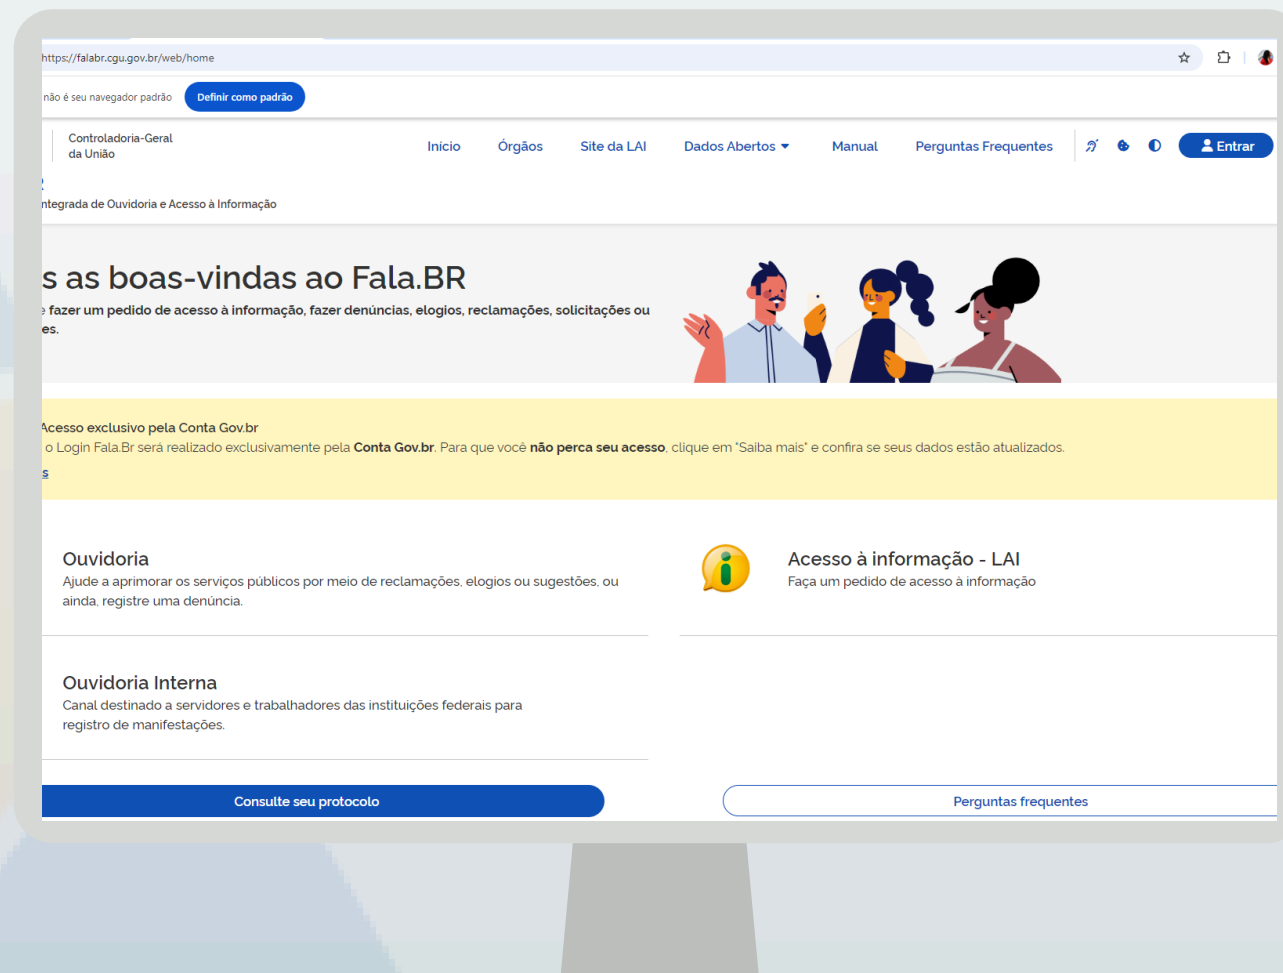 https://falabr.cgu.gov.br/web/home
não é seu navegador padrão Definir como padrão
Controladoria-Geral
da União
Início Órgãos Site da LAI Dados Abertos Manual Perguntas Frequentes Entrar
ntegrada de Ouvidoria e Acesso à Informação
s as boas-vindas ao Fala.BR
e fazer um pedido de acesso à informação, fazer denúncias, elogios, reclamações, solicitações ou
es.
Acesso exclusivo pela Conta Gov.br
o Login Fala.Br será realizado exclusivamente pela Conta Gov.br. Para que você não perca seu acesso, clique em "Saiba mais" e confira se seus dados estão atualizados.
s
Ouvidoria
Ajude a aprimorar os serviços públicos por meio de reclamações, elogios ou sugestões, ou
ainda, registre uma denúncia.
Acesso à informação - LAI
Faça um pedido de acesso à informação
Ouvidoria Interna
Canal destinado a servidores e trabalhadores das instituições federais para
registro de manifestações.
Consulte seu protocolo
Perguntas frequentes